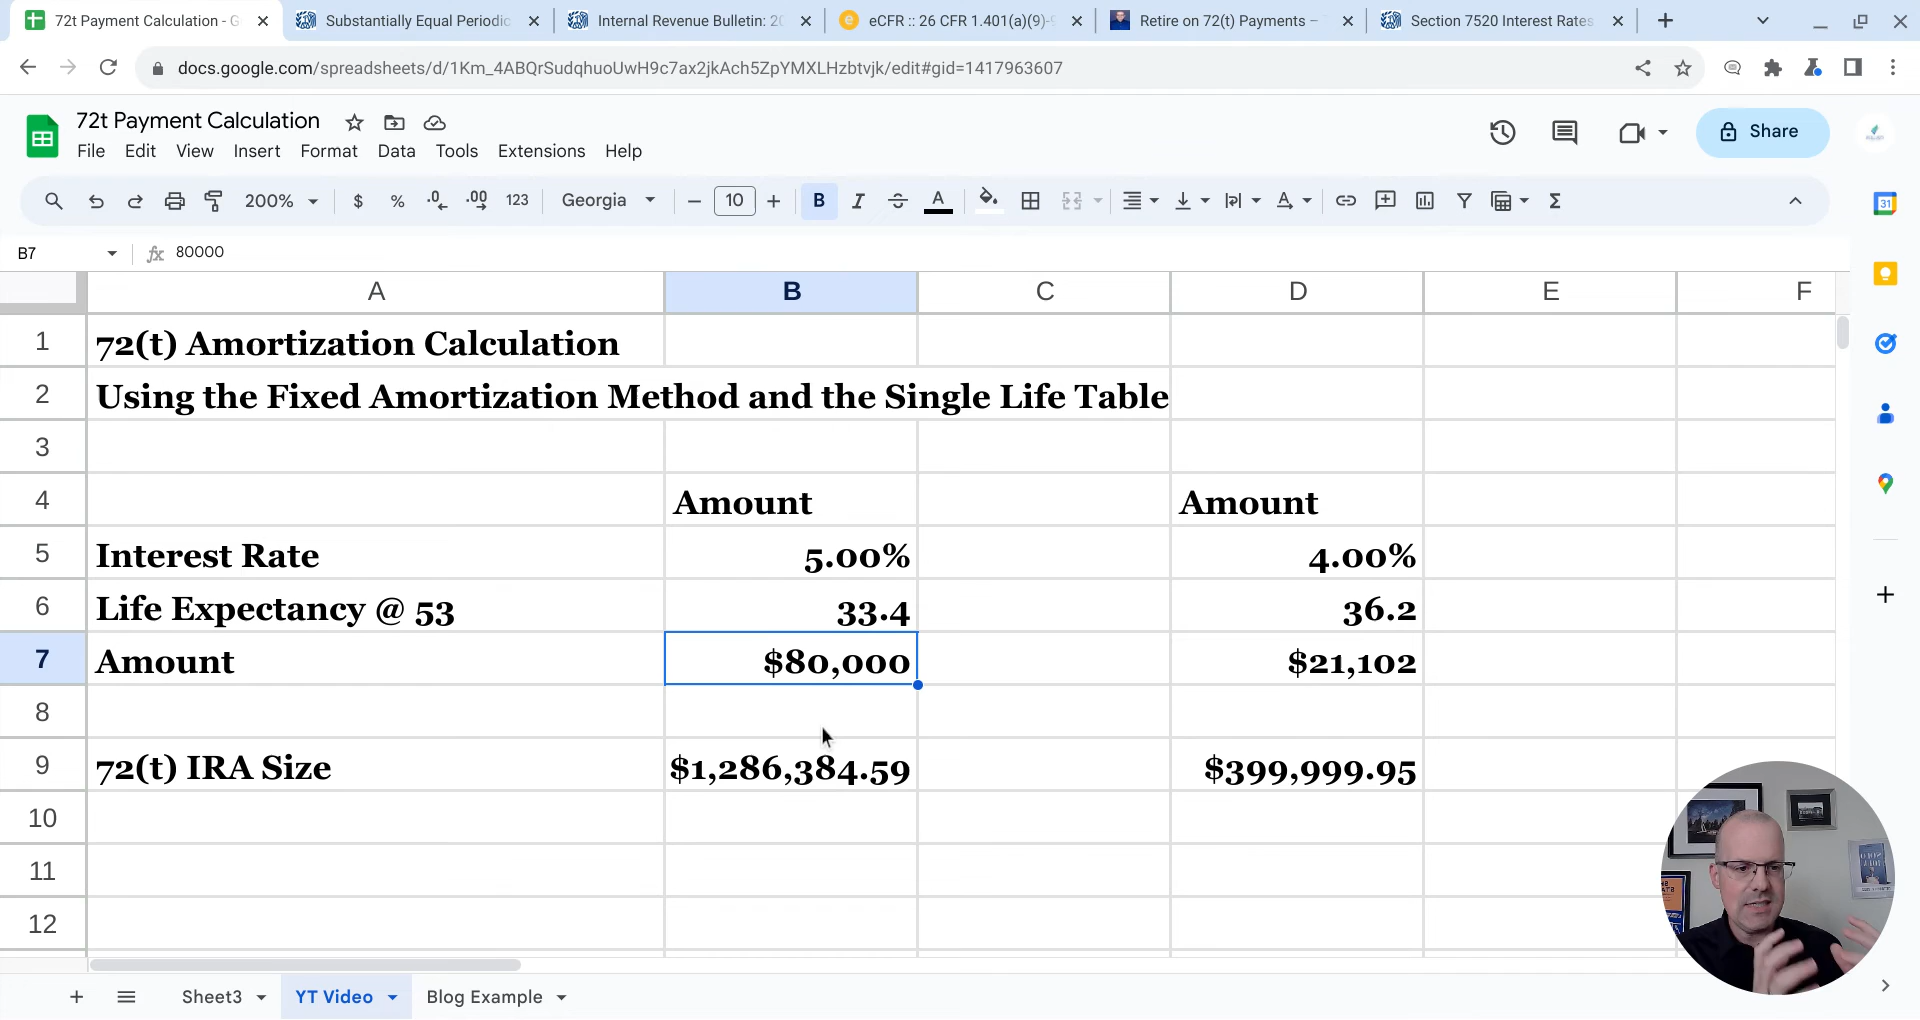 72t Payment Calculation - G
Substantially Equal Periodic
Internal Revenue Bulletin: 20
eCFR :: 26 CFR 1.401(a)(9)-9
Retire on 72(t) Payments –
Section 7520 Interest Rates
docs.google.com/spreadsheets/d/1Km_4ABQrSudqhuoUwH9c7ax2jkAch5ZpYMXLHzbtvjk/edit#gid=1417963607
72t Payment Calculation
File Edit View Insert Format Data Tools Extensions Help
Share
200% $ % .0 .00 123 Georgia 10 B I A
B7 fx 80000
31
A B C D E F
1 72(t) Amortization Calculation
2 Using the Fixed Amortization Method and the Single Life Table
3
4 Amount Amount
5 Interest Rate 5.00% 4.00%
6 Life Expectancy @ 53 33.4 36.2
7 Amount $80,000 $21,102
8
9 72(t) IRA Size $1,286,384.59 $399,999.95
10
11
12
Sheet3 YT Video Blog Example